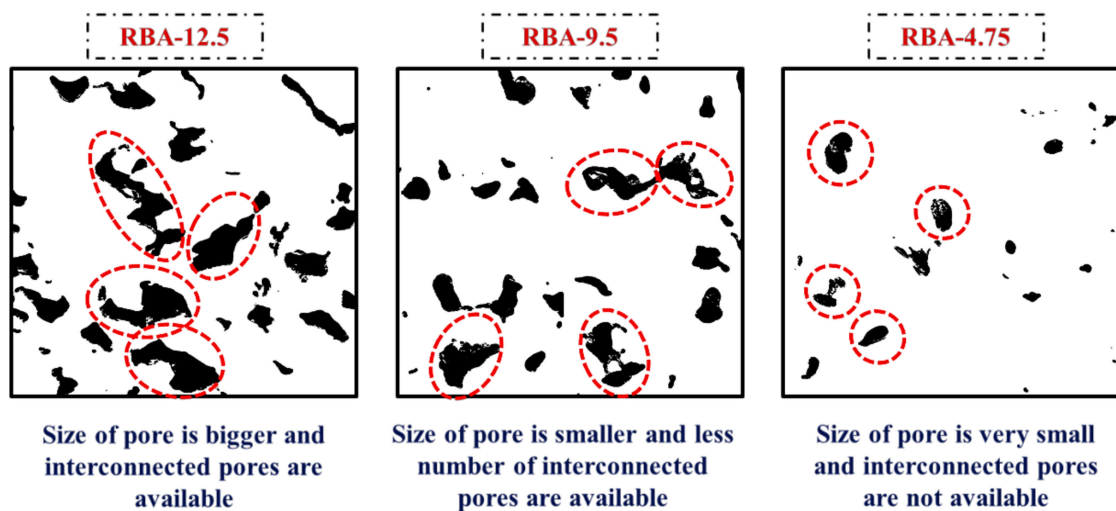 RBA-12.5
RBA-9.5
RBA-4.75
Size of pore is bigger and
interconnected pores are
available
Size of pore is smaller and less
number of interconnected
pores are available
Size of pore is very small
and interconnected pores
are not available